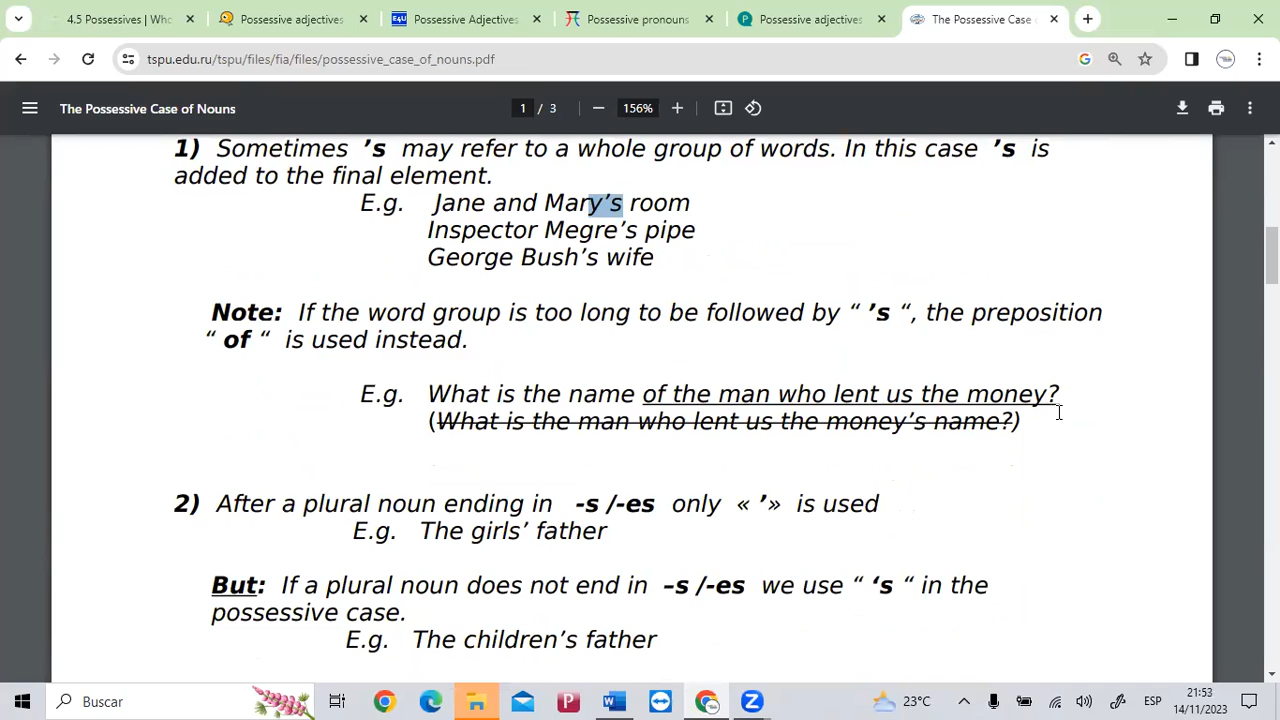 4.5 Possessives | Who
Possessive adjectives
E4U Possessive Adjectives
Possessive pronouns
Possessive adjectives
The Possessive Case of
tspu.edu.ru/tspu/files/fia/files/possessive_case_of_nouns.pdf
The Possessive Case of Nouns
1 / 3
156%
1) Sometimes ’s may refer to a whole group of words. In this case ’s is
added to the final element.
E.g. Jane and Mary’s room
Inspector Megre’s pipe
George Bush’s wife
Note: If the word group is too long to be followed by “ ’s “, the preposition
“ of “ is used instead.
E.g. What is the name of the man who lent us the money?
(What is the man who lent us the money’s name?)
2) After a plural noun ending in -s /-es only « ’» is used
E.g. The girls’ father
But: If a plural noun does not end in –s /-es we use “ ‘s “ in the
possessive case.
E.g. The children’s father
Buscar
23°C
ESP
21:53
14/11/2023